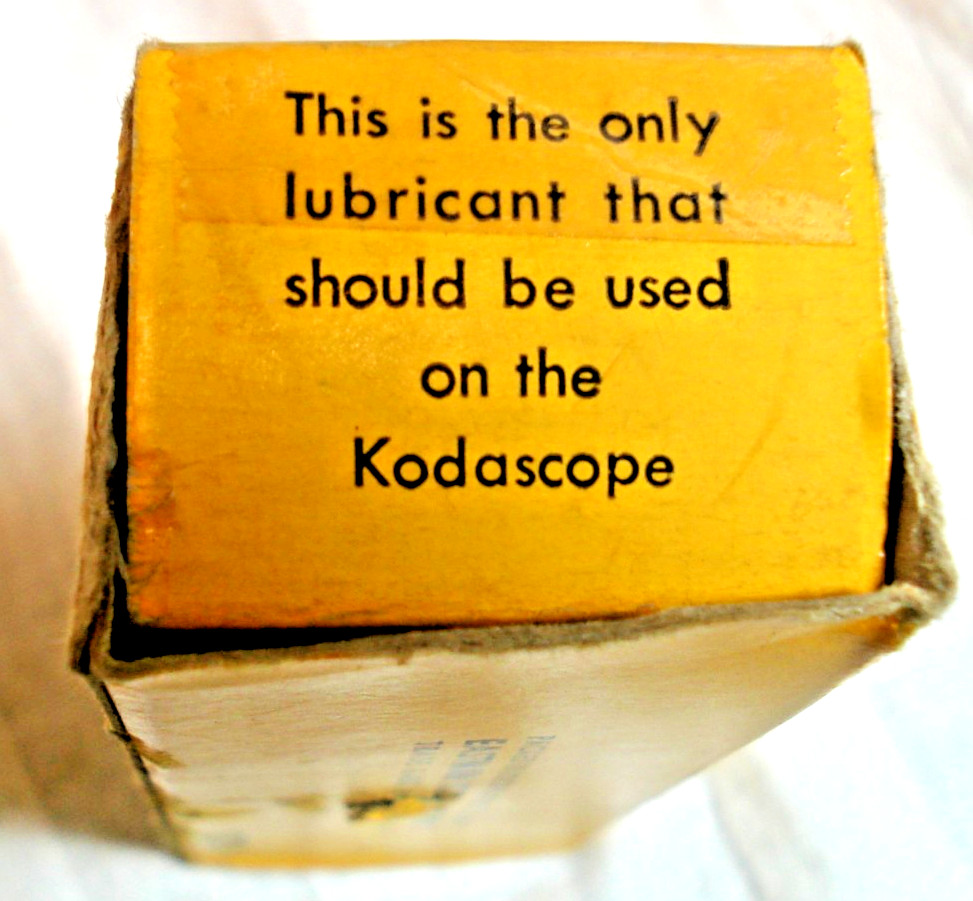 This is the only
lubricant that
should be used
on the
Kodascope